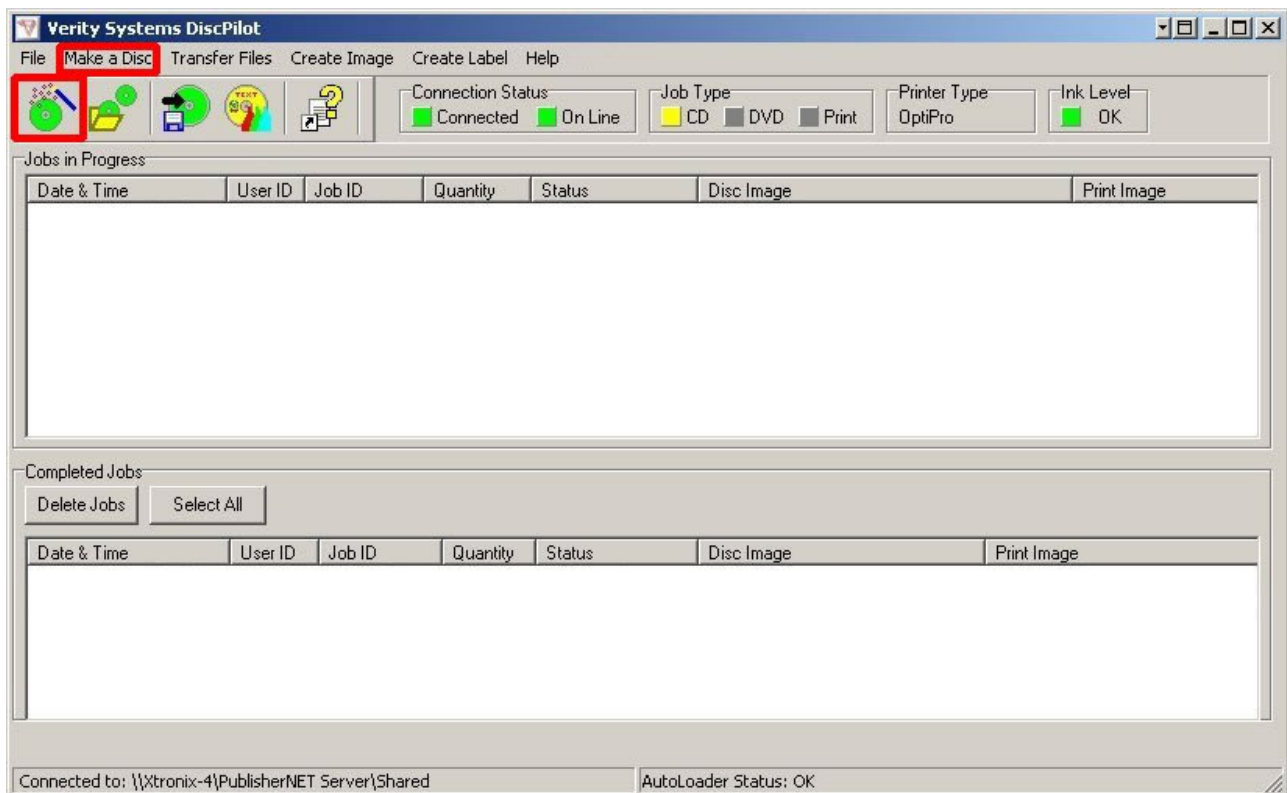 Verity Systems DiscPilot
File Make a Disc Transfer Files Create Image Create Label Help
TEXT
Connection Status Job Type Printer Type Ink Level
Connected On Line CD DVD Print OptiPro OK
Jobs in Progress
Date & Time User ID Job ID Quantity Status Disc Image Print Image
Completed Jobs
Delete Jobs Select All
Date & Time User ID Job ID Quantity Status Disc Image Print Image
Connected to: \\Xtronix-4\PublisherNET Server\Shared AutoLoader Status: OK